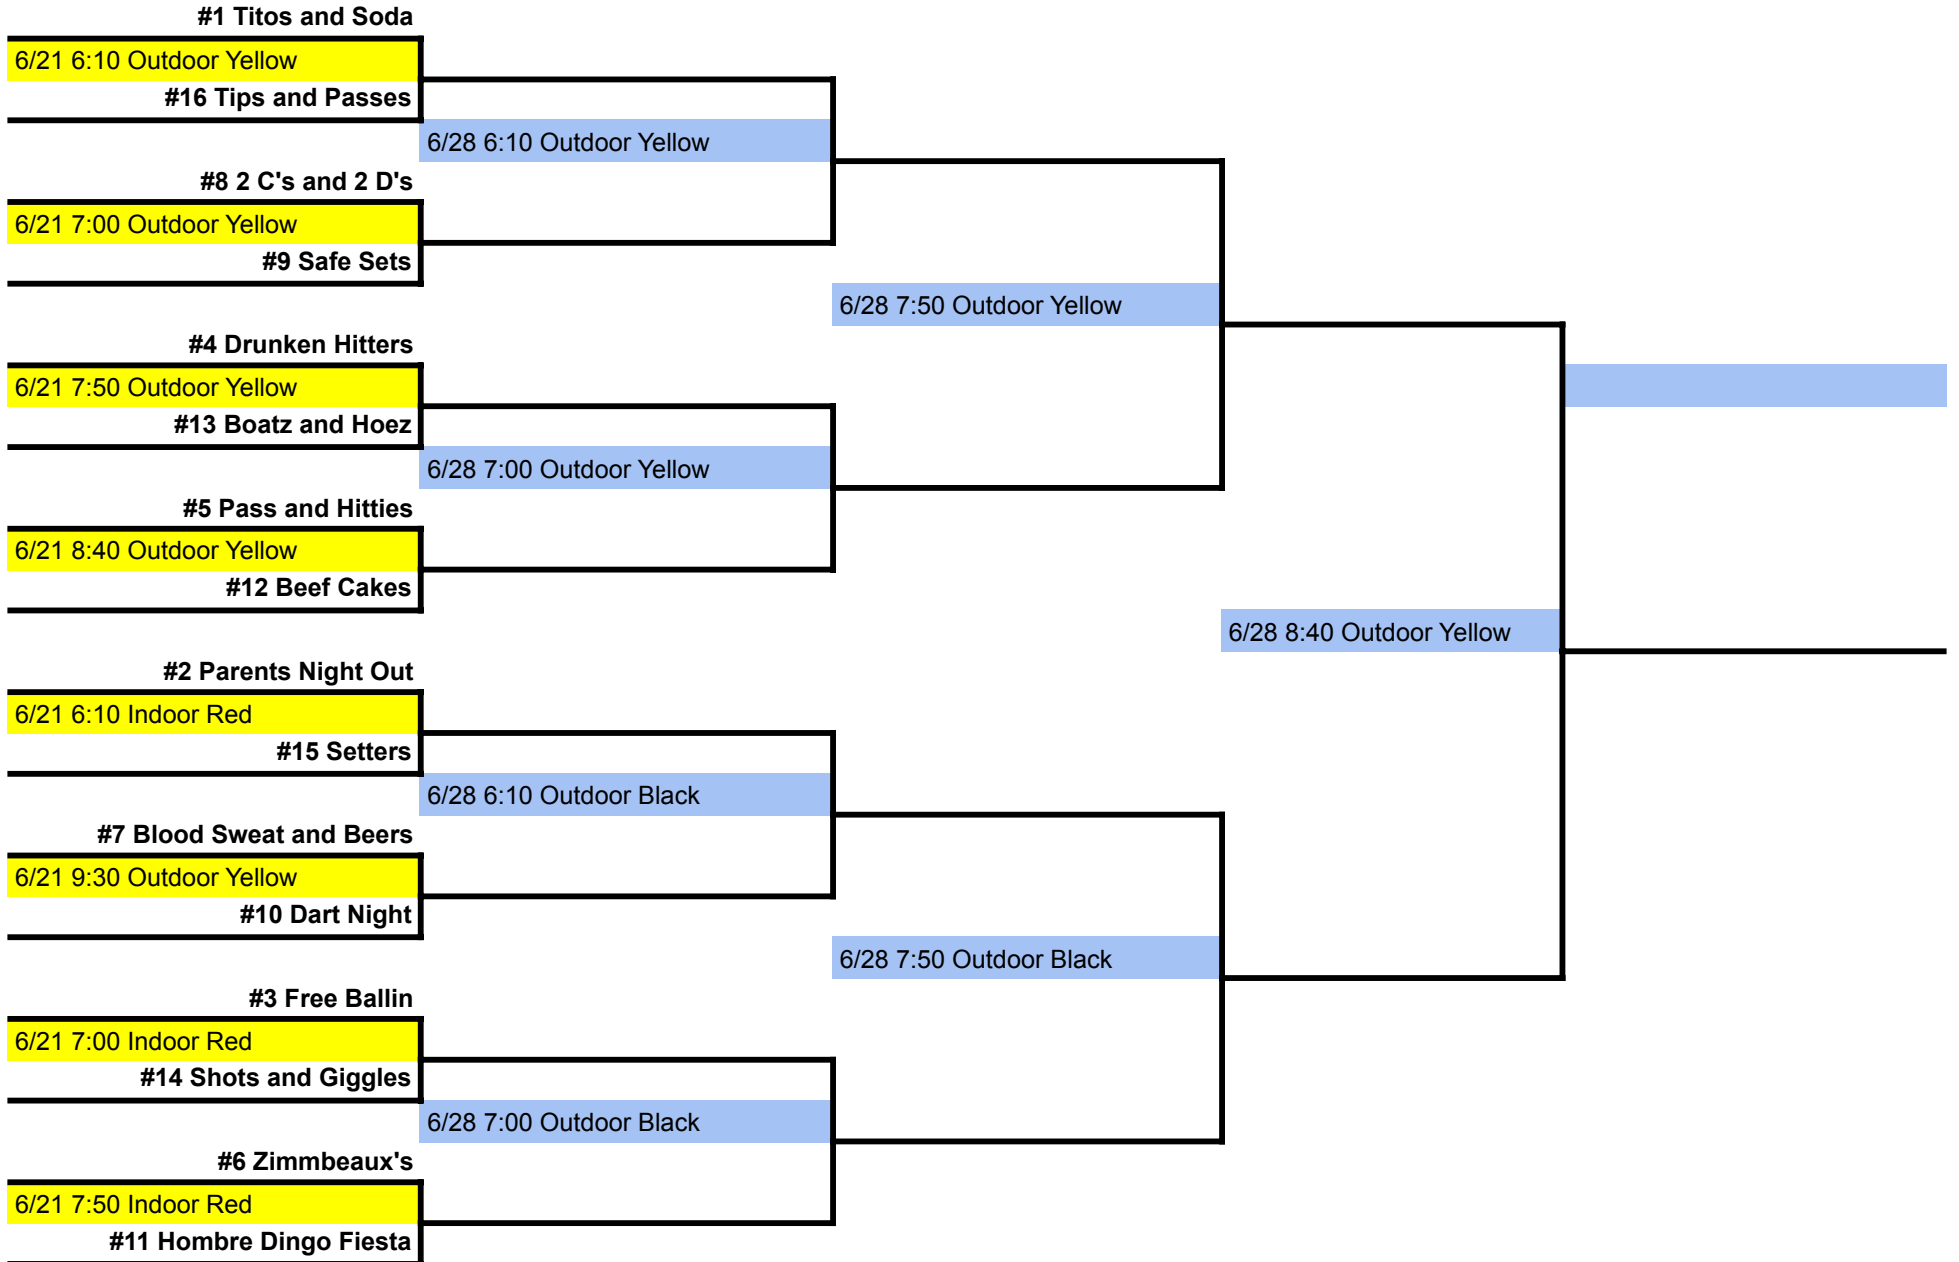 #1 Titos and Soda
6/21 6:10 Outdoor Yellow
#16 Tips and Passes
6/28 6:10 Outdoor Yellow
#8 2 C's and 2 D's
6/21 7:00 Outdoor Yellow
#9 Safe Sets
6/28 7:50 Outdoor Yellow
#4 Drunken Hitters
6/21 7:50 Outdoor Yellow
#13 Boatz and Hoez
6/28 7:00 Outdoor Yellow
#5 Pass and Hitties
6/21 8:40 Outdoor Yellow
#12 Beef Cakes
6/28 8:40 Outdoor Yellow
#2 Parents Night Out
6/21 6:10 Indoor Red
#15 Setters
6/28 6:10 Outdoor Black
#7 Blood Sweat and Beers
6/21 9:30 Outdoor Yellow
#10 Dart Night
6/28 7:50 Outdoor Black
#3 Free Ballin
6/21 7:00 Indoor Red
#14 Shots and Giggles
6/28 7:00 Outdoor Black
#6 Zimmbeaux's
6/21 7:50 Indoor Red
#11 Hombre Dingo Fiesta